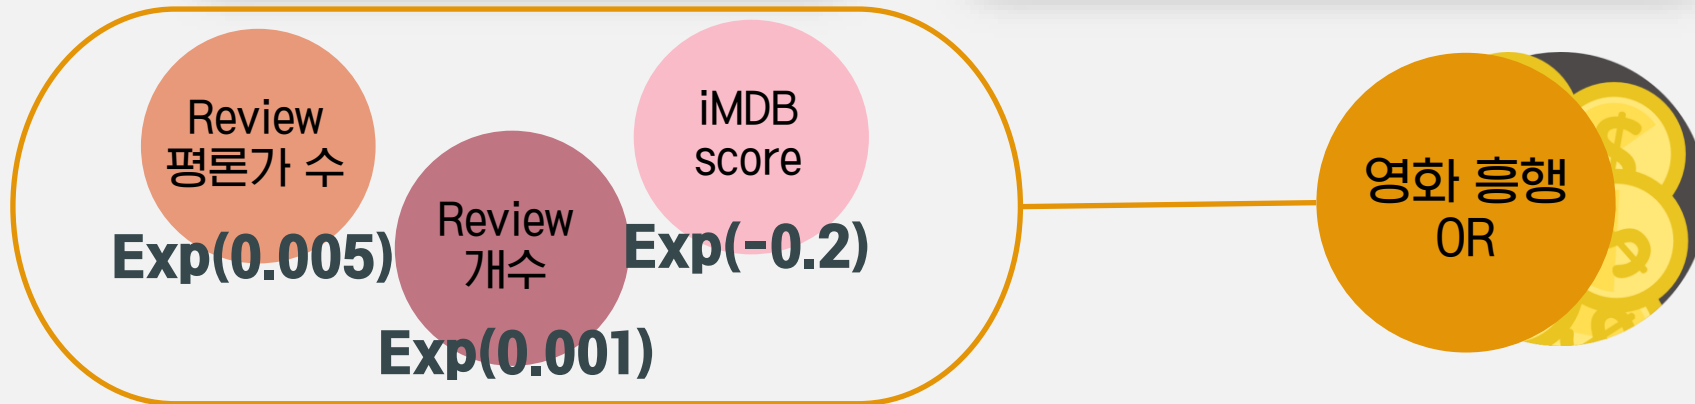 Review
평론가 수
Exp(0.005)
Review
개수
Exp(0.001)
iMDB
score
Exp(-0.2)
영화 흥행
OR